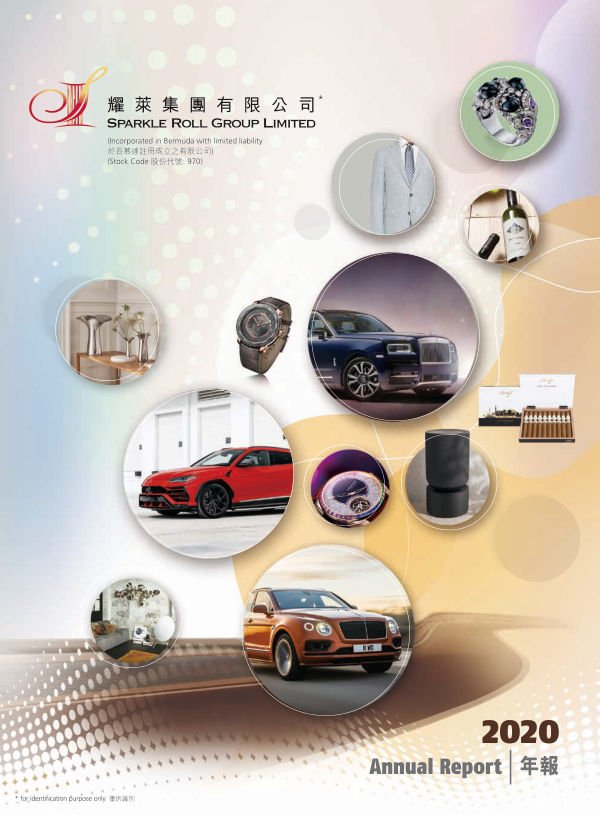 耀萊集團有限公司*
SPARKLE ROLL GROUP LIMITED
(Incorporated in Bermuda with limited liability
於百慕達註冊成立之有限公司)
(Stock Code 股份代號: 970)
2020
Annual Report 年報
* for identification purpose only 僅供識別